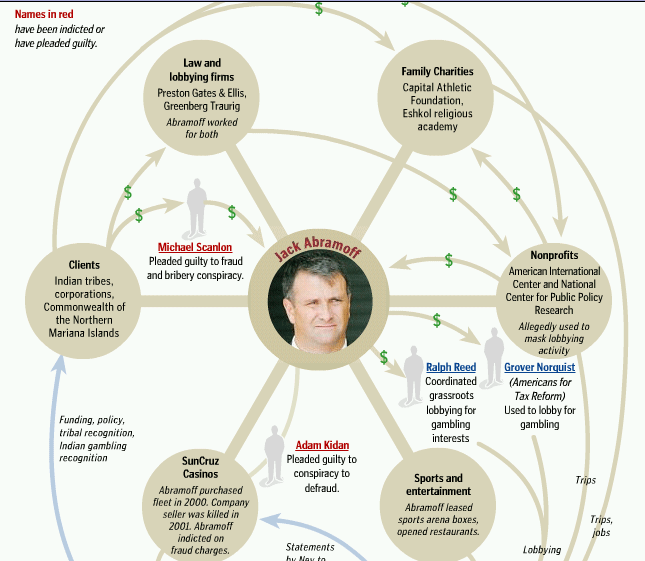 Names in red
have been indicted or
have pleaded guilty.
$
$
Law and
lobbying firms
Preston Gates & Ellis,
Greenberg Traurig
Abramoff worked
for both
Family Charities
Capital Athletic
Foundation,
Eshkol religious
academy
$
$
$
$
$
Michael Scanlon
Pleaded guilty to fraud
and bribery conspiracy.
Jack Abramoff
Clients
Indian tribes,
corporations,
Commonwealth of
the Northern
Mariana Islands
$
Nonprofits
American International
Center and National
Center for Public Policy
Research
Allegedly used to
mask lobbying
activity
$
$
Ralph Reed
Coordinated
grassroots
lobbying for
gambling
interests
Grover Norquist
(Americans for
Tax Reform)
Used to lobby for
gambling
Funding, policy,
tribal recognition,
Indian gambling
recognition
Adam Kidan
Pleaded guilty to
conspiracy to
defraud.
SunCruz
Casinos
Abramoff purchased
fleet in 2000. Company
seller was killed in
2001. Abramoff
indicted on
fraud charges.
Sports and
entertainment
Abramoff leased
sports arena boxes,
opened restaurants.
Trips
Trips,
jobs
Lobbying
Statements
by Ney to